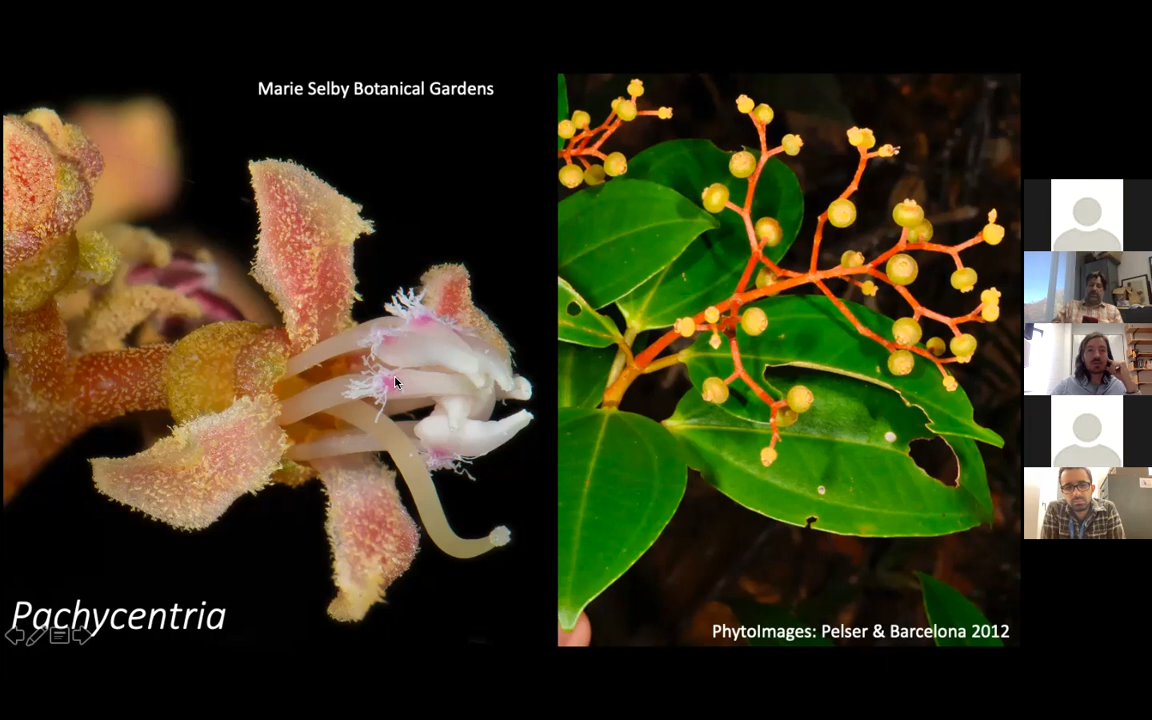 Marie Selby Botanical Gardens
Pachycentria
PhytoImages: Pelser & Barcelona 2012